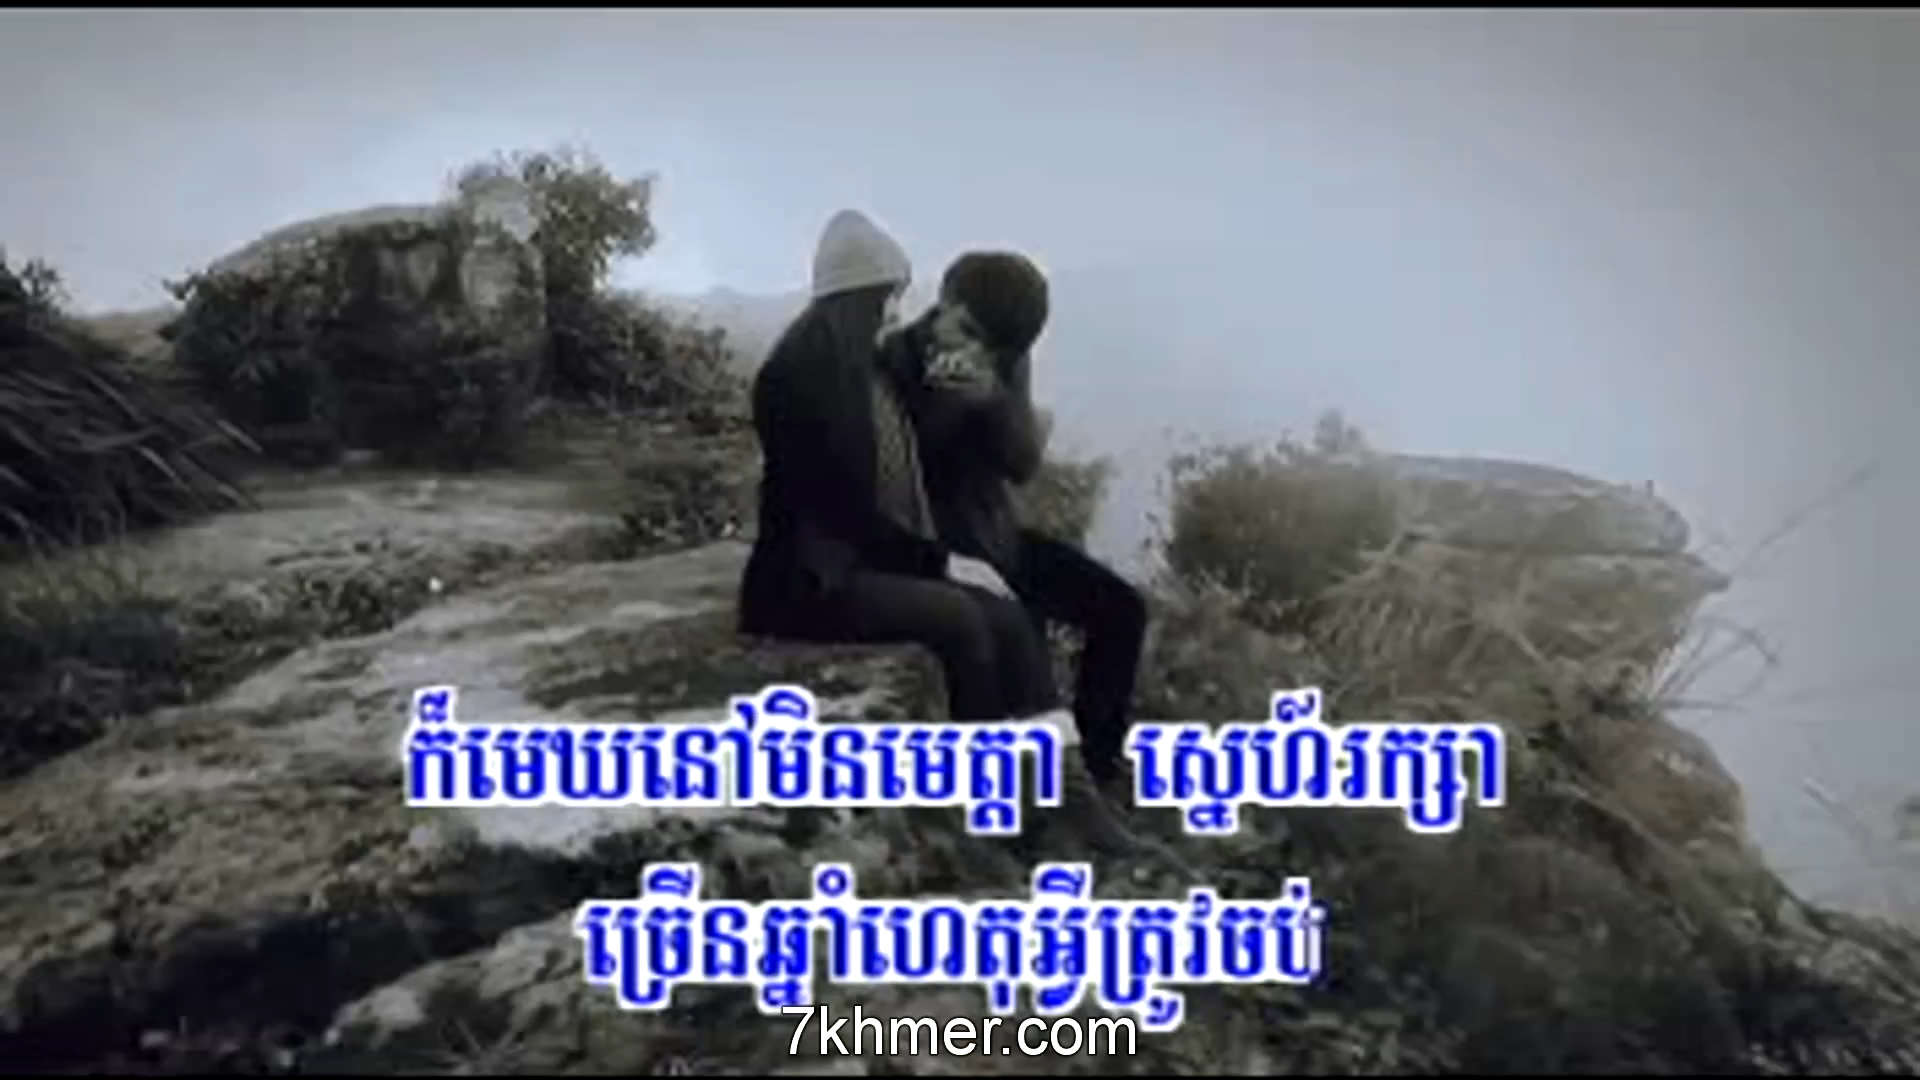 ក៏មេឃនៅមិនមេត្តា ស្នេហ៍រក្សា
ច្រើនឆ្នាំហេតុអ្វីត្រូវចប់
7khmer.com